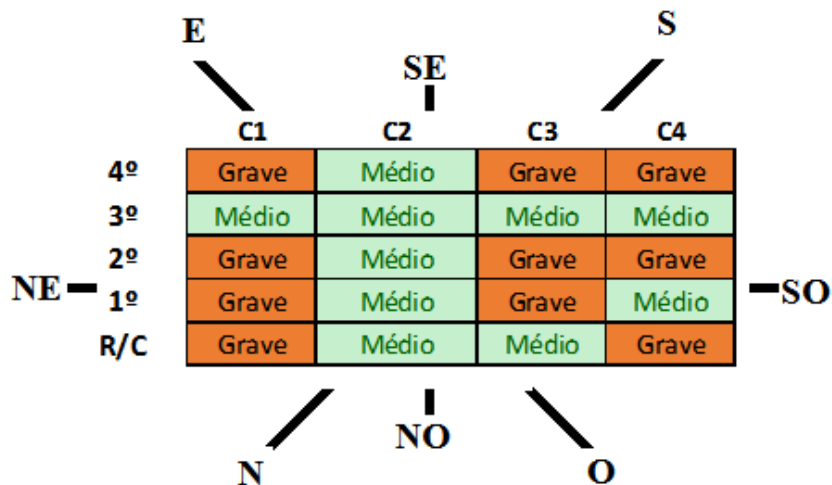 E S
SE
C1 C2 C3 C4
4º Grave Médio Grave Grave
3º Médio Médio Médio Médio
2º Grave Médio Grave Grave
NE 1º Grave Médio Grave Médio SO
R/C Grave Médio Médio Grave
NO
N O